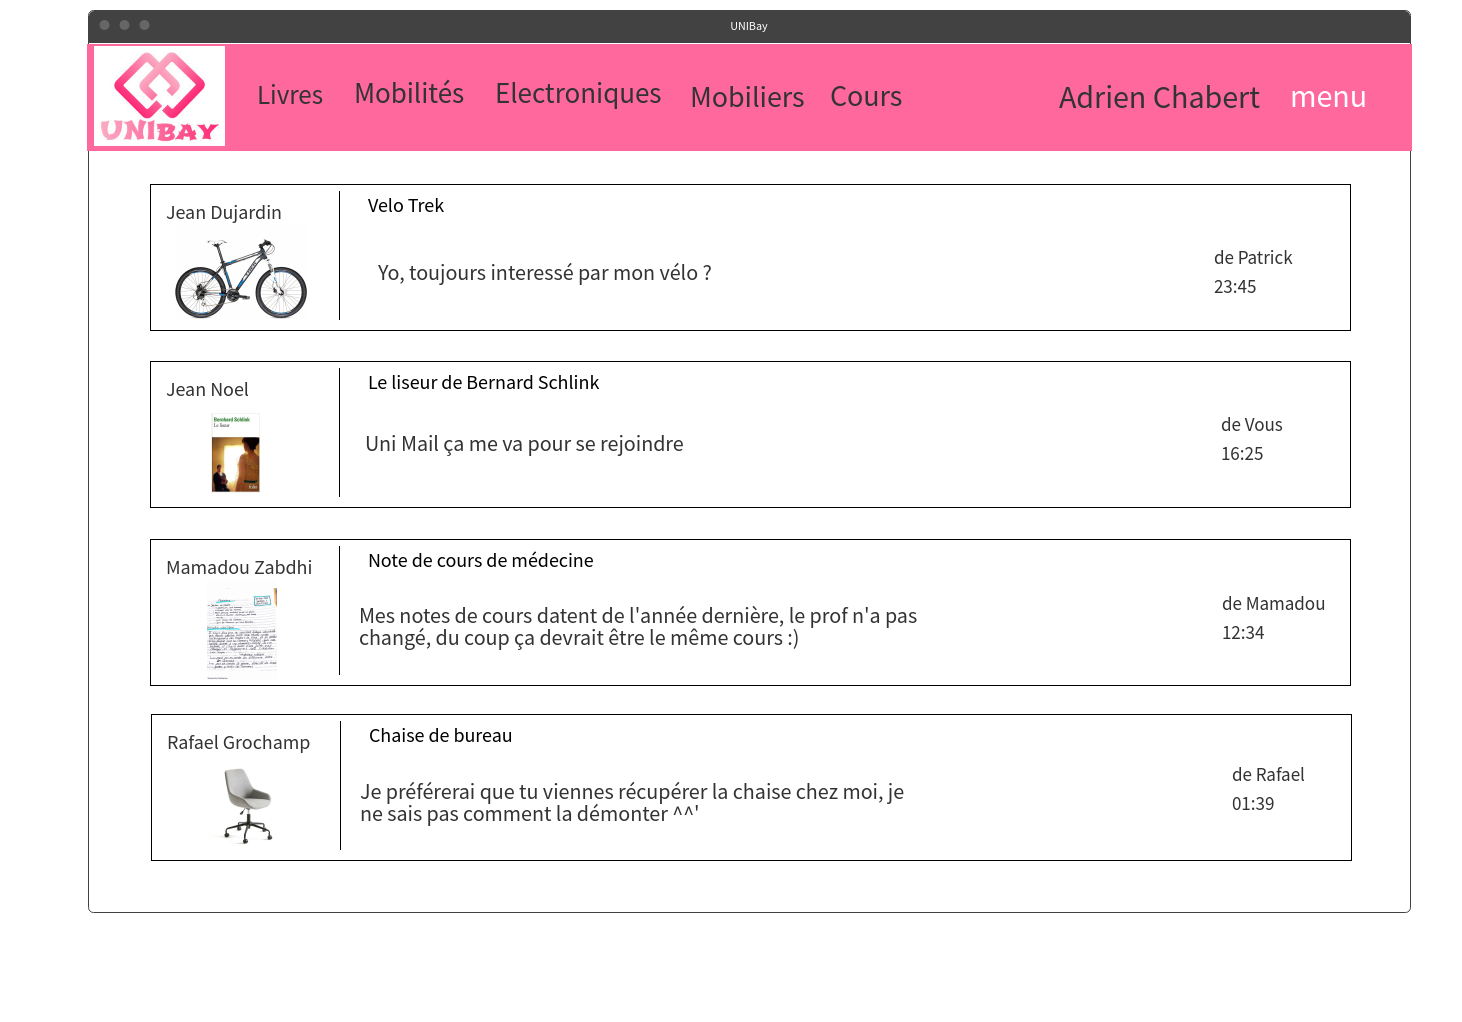 UNIBay
UNIBAY
Livres Mobilités Electroniques Mobiliers Cours Adrien Chabert menu
Jean Dujardin
Velo Trek
Yo, toujours interessé par mon vélo ?
de Patrick
23:45
Jean Noel
Bernhard Schlink
Le liseur
Le liseur de Bernard Schlink
Uni Mail ça me va pour se rejoindre
de Vous
16:25
Mamadou Zabdhi
Note de cours de médecine
Mes notes de cours datent de l'année dernière, le prof n'a pas
changé, du coup ça devrait être le même cours :)
de Mamadou
12:34
Rafael Grochamp
Chaise de bureau
Je préférerai que tu viennes récupérer la chaise chez moi, je
ne sais pas comment la démonter ^^'
de Rafael
01:39